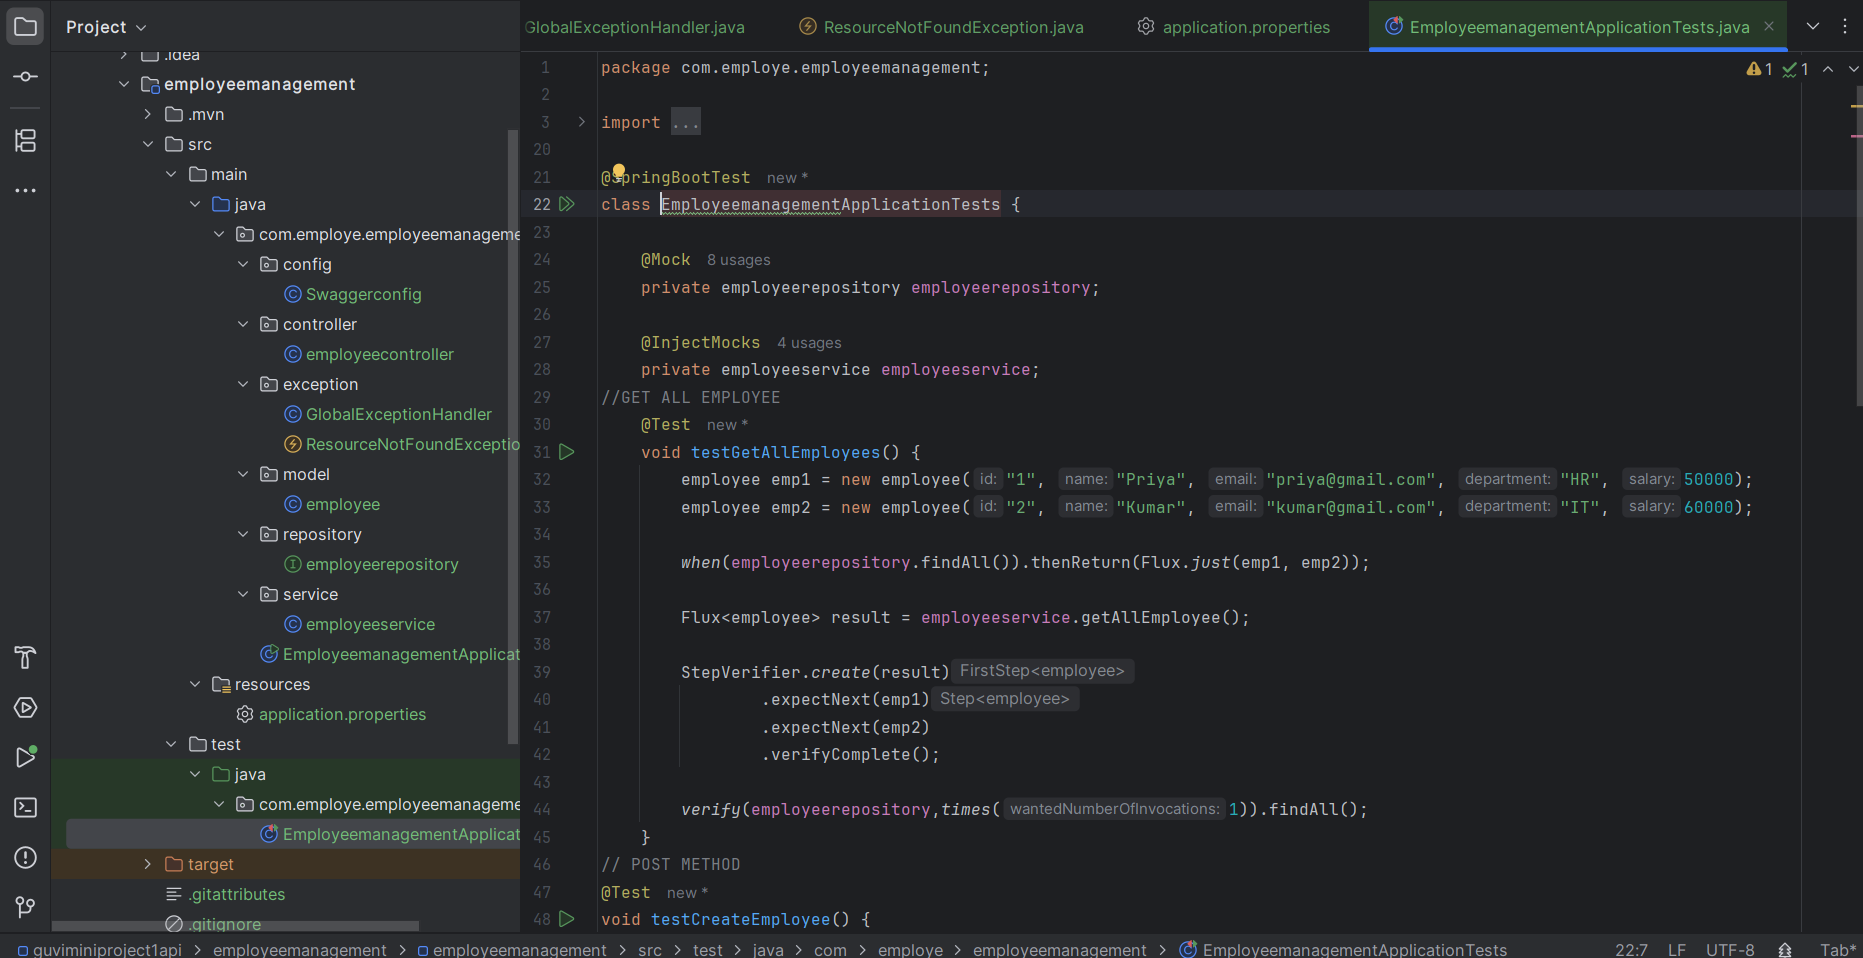 Project
GlobalExceptionHandler.java
ResourceNotFoundException.java
application.properties
EmployeemanagementApplicationTests.java
.idea
employeemanagement
.mvn
src
main
java
com.employe.employeemanageme
config
Swaggerconfig
controller
employeecontroller
exception
GlobalExceptionHandler
ResourceNotFoundExceptio
model
employee
repository
employeerepository
service
employeeservice
EmployeemanagementApplicat
resources
application.properties
test
java
com.employe.employeemanageme
EmployeemanagementApplicat
target
.gitattributes
.gitignore
1 package com.employe.employeemanagement;
1 1
2
3 import ...
20
21 @SpringBootTest new *
22 class EmployeemanagementApplicationTests {
23
24 @Mock 8 usages
25 private employeerepository employeerepository;
26
27 @InjectMocks 4 usages
28 private employeeservice employeeservice;
29 //GET ALL EMPLOYEE
30 @Test new *
31 void testGetAllEmployees() {
32 employee emp1 = new employee( id: "1", name: "Priya", email: "priya@gmail.com", department: "HR", salary: 50000);
33 employee emp2 = new employee( id: "2", name: "Kumar", email: "kumar@gmail.com", department: "IT", salary: 60000);
34
35 when(employeerepository.findAll()).thenReturn(Flux.just(emp1, emp2));
36
37 Flux<employee> result = employeeservice.getAllEmployee();
38
39 StepVerifier.create(result) FirstStep<employee>
40 .expectNext(emp1) Step<employee>
41 .expectNext(emp2)
42 .verifyComplete();
43
44 verify(employeerepository,times( wantedNumberOfInvocations: 1)).findAll();
45 }
46 // POST METHOD
47 @Test new *
48 void testCreateEmployee() {
guviminiproject1api > employeemanagement > employeemanagement > src > test > java > com > employe > employeemanagement > EmployeemanagementApplicationTests 22:7 LF UTF-8 Tab*